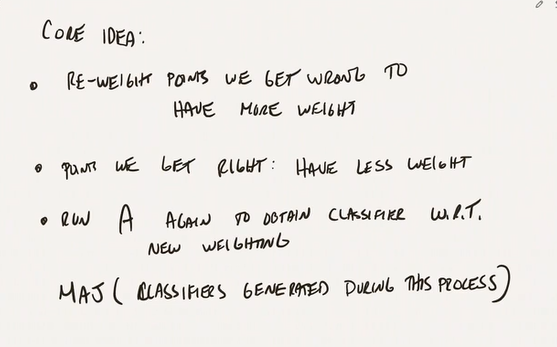 CORE IDEA:
• RE-WEIGHT POINTS WE GET WRONG TO
HAVE MORE WEIGHT
• POINTS WE GET RIGHT: HAVE LESS WEIGHT
• RUN A AGAIN TO OBTAIN CLASSIFIER W.R.T.
NEW WEIGHTING
MAJ ( CLASSIFIERS GENERATED DURING THIS PROCESS )